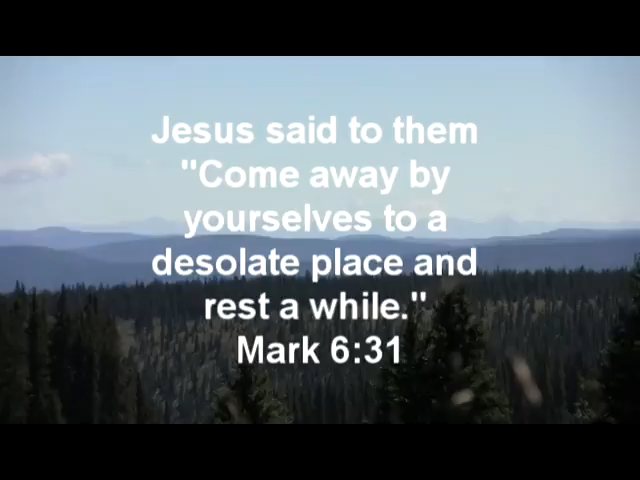 Jesus said to them
"Come away by
yourselves to a
desolate place and
rest a while."
Mark 6:31